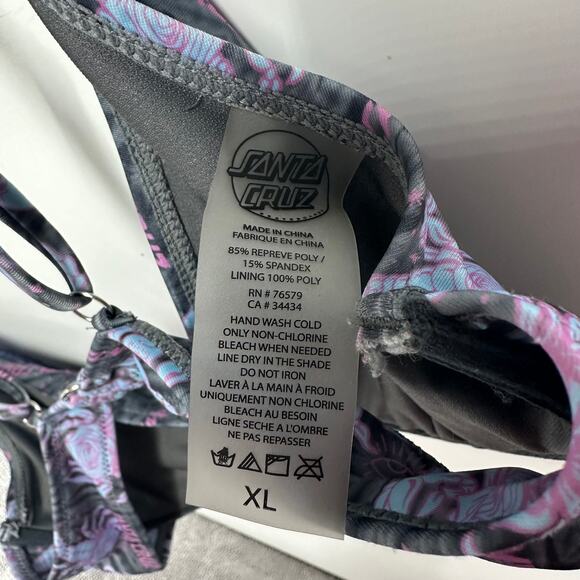 SANTA
CRUZ
MADE IN CHINA
FABRIQUE EN CHINA
85% REPREVE POLY /
15% SPANDEX
LINING 100% POLY
RN # 76579
CA # 34434
HAND WASH COLD
ONLY NON-CHLORINE
BLEACH WHEN NEEDED
LINE DRY IN THE SHADE
DO NOT IRON
LAVER À LA MAIN À FROID
UNIQUEMENT NON CHLORINE
BLEACH AU BESOIN
LIGNE SECHE A L'OMBRE
NE PAS REPASSER
XL